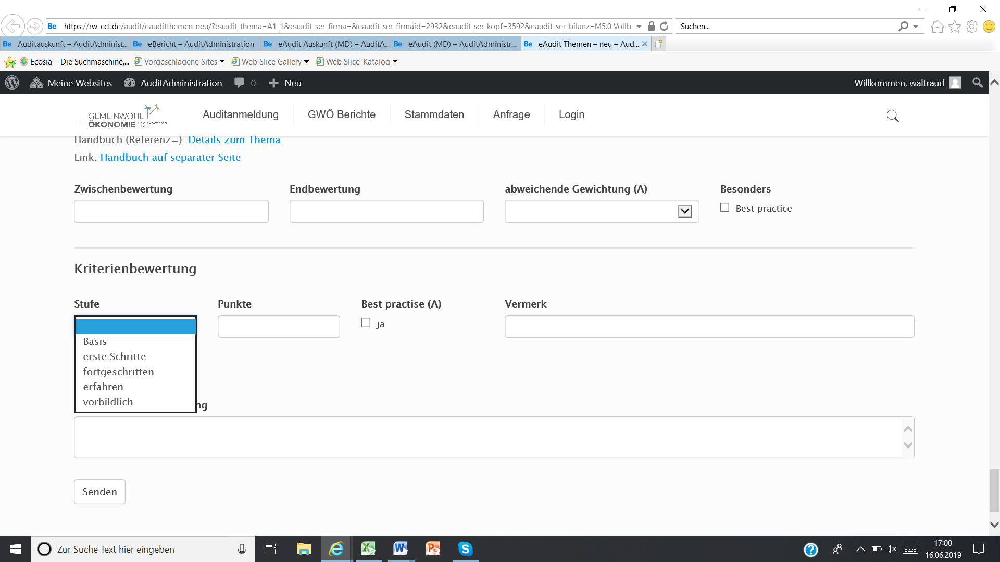 https://rw-cct.de/audit/eauditthemen-neu/?eaudit_thema=A1_1&eaudit_ser_firma=&eaudit_ser_firmaid=2932&eaudit_ser_kopf=3592&eaudit_ser_bilanz=M5.0 Vollb
Suchen...
Be Auditauskunft – AuditAdminist...
Be eBericht – AuditAdministration
Be eAudit Auskunft (MD) – AuditA...
Be eAudit (MD) – AuditAdministr...
Be eAudit Themen – neu – Aud...
Ecosia – Die Suchmaschine,...
Vorgeschlagene Sites
Web Slice Gallery
Web Slice-Katalog
Meine Websites
AuditAdministration
0
Neu
Willkommen, waltraud
GEMEINWOHL
ÖKONOMIE
Auditanmeldung
GWÖ Berichte
Stammdaten
Anfrage
Login
Handbuch (Referenz=): Details zum Thema
Link: Handbuch auf separater Seite
Zwischenbewertung
Endbewertung
abweichende Gewichtung (A)
Besonders
Best practice
Kriterienbewertung
Stufe
Punkte
Best practise (A)
Vermerk
ja
Basis
erste Schritte
fortgeschritten
erfahren
vorbildlich
ng
Senden
Zur Suche Text hier eingeben
17:00
16.06.2019